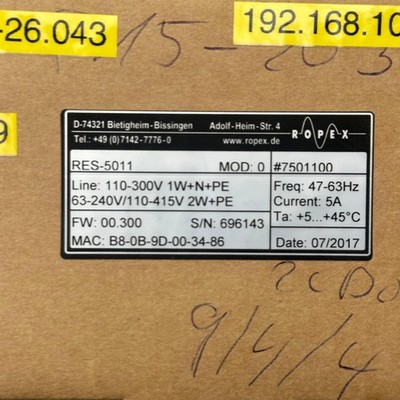 -26.043
192.168.10
9
D-74321 Bietigheim-Bissingen Adolf-Heim-Str. 4
Tel.: +49 (0)7142-7776-0 www.ropex.de
ROPEX
RES-5011 MOD: 0 #7501100
Line: 110-300V 1W+N+PE
63-240V/110-415V 2W+PE
Freq: 47-63Hz
Current: 5A
Ta: +5...+45°C
FW: 00.300 S/N: 696143
MAC: B8-0B-9D-00-34-86
Date: 07/2017
9/4/4